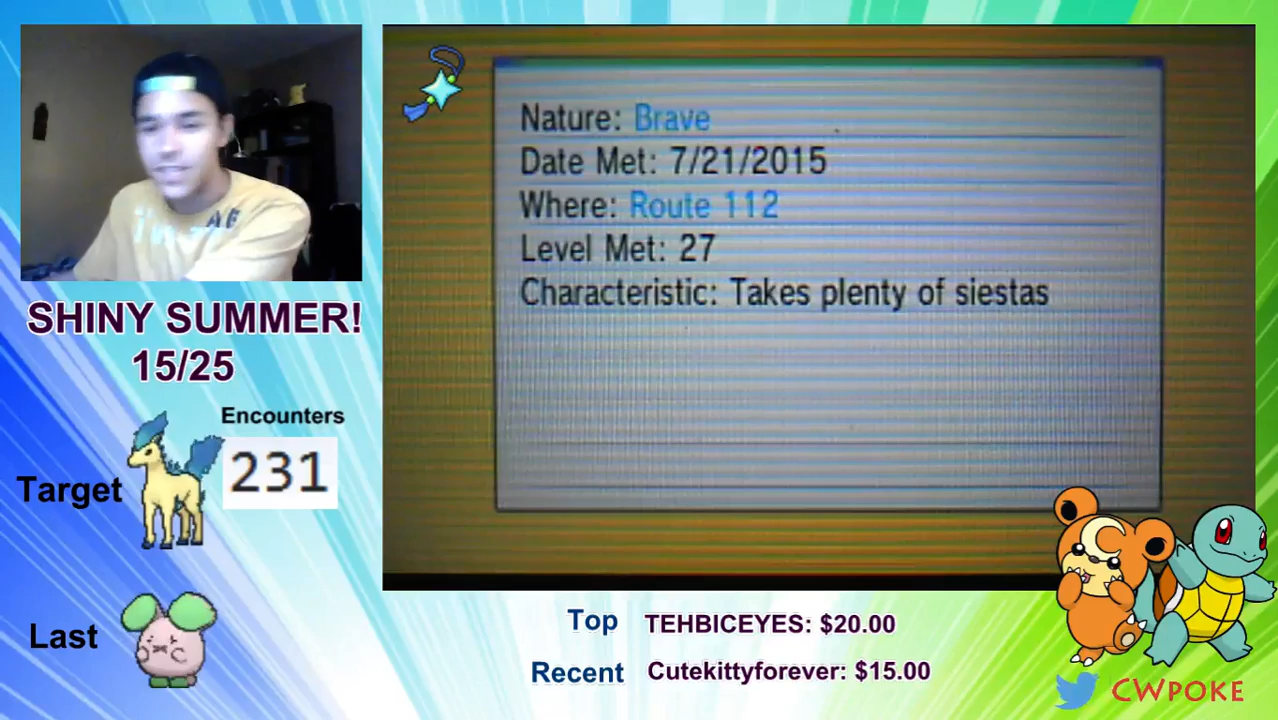 Nature: Brave
Date Met: 7/21/2015
Where: Route 112
Level Met: 27
Characteristic: Takes plenty of siestas
SHINY SUMMER!
15/25
Encounters
231
Target
Last
Top TEHBICEYES: $20.00
Recent Cutekittyforever: $15.00
CWPOKE